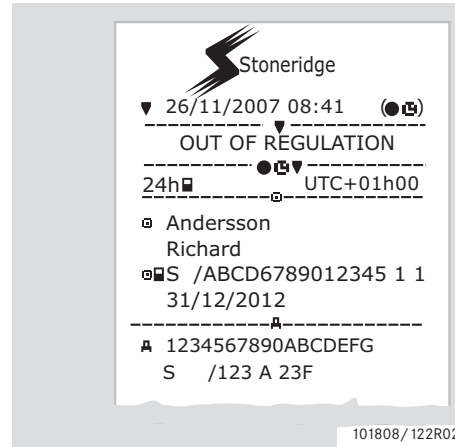 Stoneridge
26/11/2007 08:41
OUT OF REGULATION
24h UTC+01h00
Andersson
Richard
S /ABCD6789012345 1 1
31/12/2012
1234567890ABCDEFG
S /123 A 23F
101808/122R02